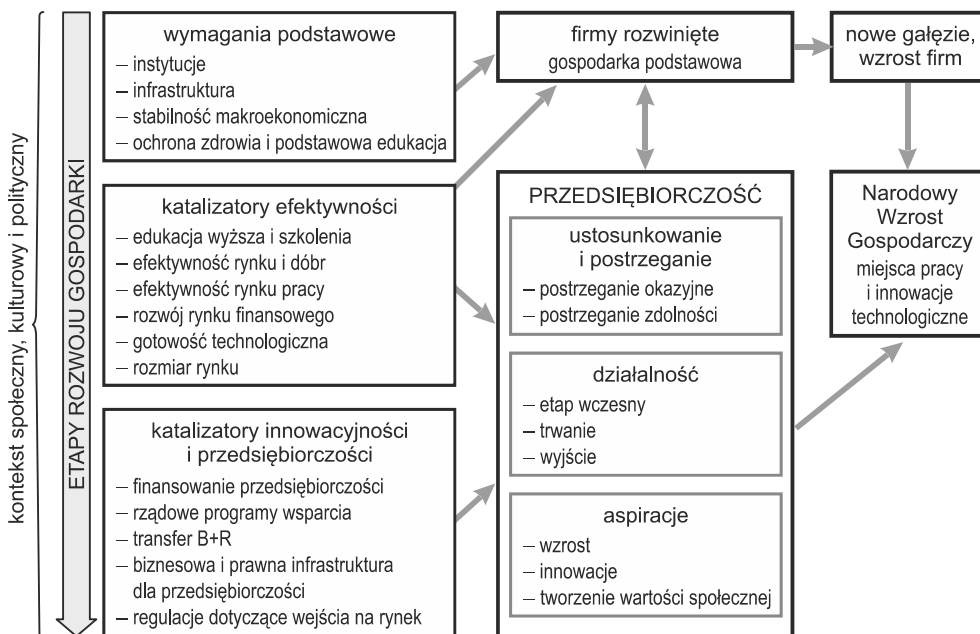 kontekst społeczny, kulturowy i polityczny
ETAPY ROZWOJU GOSPODARKI
wymagania podstawowe
– instytucje
– infrastruktura
– stabilność makroekonomiczna
– ochrona zdrowia i podstawowa edukacja
katalizatory efektywności
– edukacja wyższa i szkolenia
– efektywność rynku i dóbr
– efektywność rynku pracy
– rozwój rynku finansowego
– gotowość technologiczna
– rozmiar rynku
katalizatory innowacyjności
i przedsiębiorczości
– finansowanie przedsiębiorczości
– rządowe programy wsparcia
– transfer B+R
– biznesowa i prawna infrastruktura
dla przedsiębiorczości
– regulacje dotyczące wejścia na rynek
firmy rozwinięte
gospodarka podstawowa
PRZEDSIĘBIORCZOŚĆ
ustosunkowanie
i postrzeganie
– postrzeganie okazyjne
– postrzeganie zdolności
działalność
– etap wczesny
– trwanie
– wyjście
aspiracje
– wzrost
– innowacje
– tworzenie wartości społecznej
nowe gałęzie,
wzrost firm
Narodowy
Wzrost
Gospodarczy
miejsca pracy
i innowacje
technologiczne